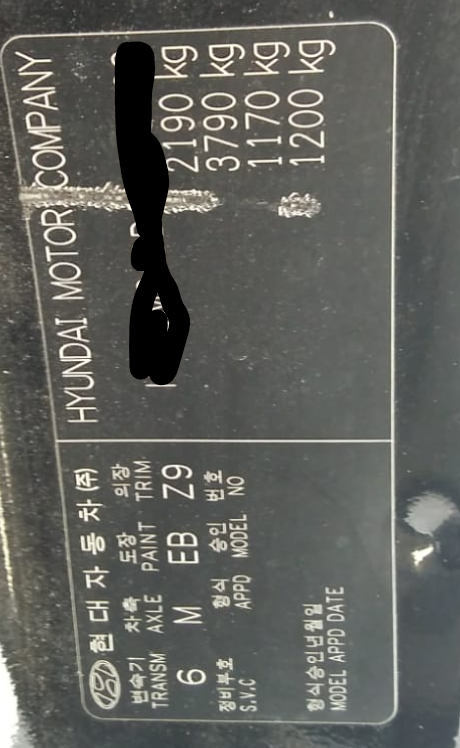 현대자동차(주)
HYUNDAI MOTOR COMPANY
변속기 차축 도장 의장
TRANSM AXLE PAINT TRIM
6 M EB Z9
정비부호 형식 승인 번호
S.V.C APPD MODEL NO
형식승인년월일
MODEL APPD DATE
2190 kg
3790 kg
1170 kg
1200 kg